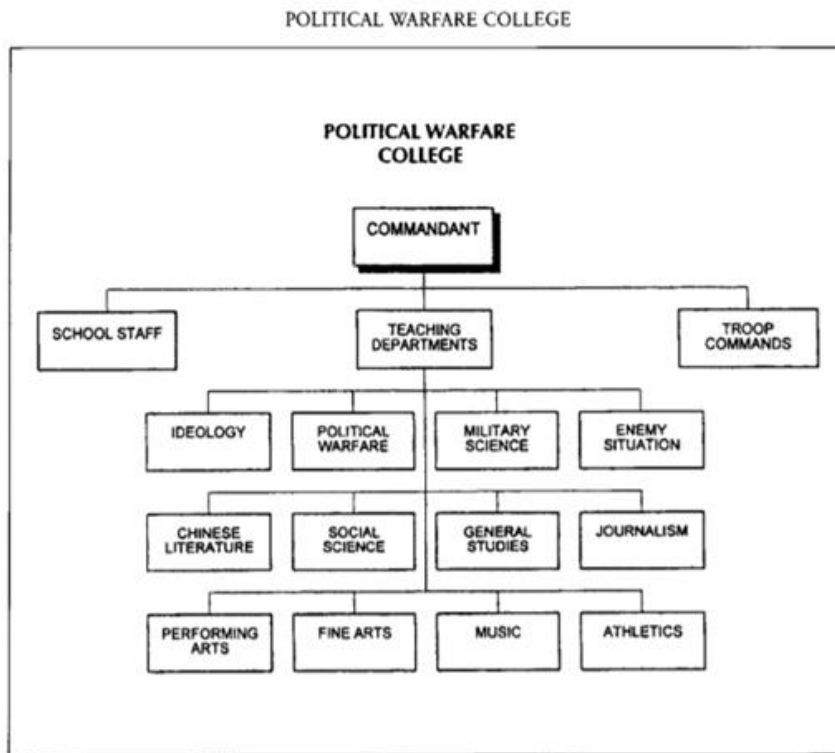 POLITICAL WARFARE COLLEGE
POLITICAL WARFARE
COLLEGE
COMMANDANT
SCHOOL STAFF
TEACHING
DEPARTMENTS
TROOP
COMMANDS
IDEOLOGY
POLITICAL
WARFARE
MILITARY
SCIENCE
ENEMY
SITUATION
CHINESE
LITERATURE
SOCIAL
SCIENCE
GENERAL
STUDIES
JOURNALISM
PERFORMING
ARTS
FINE ARTS
MUSIC
ATHLETICS